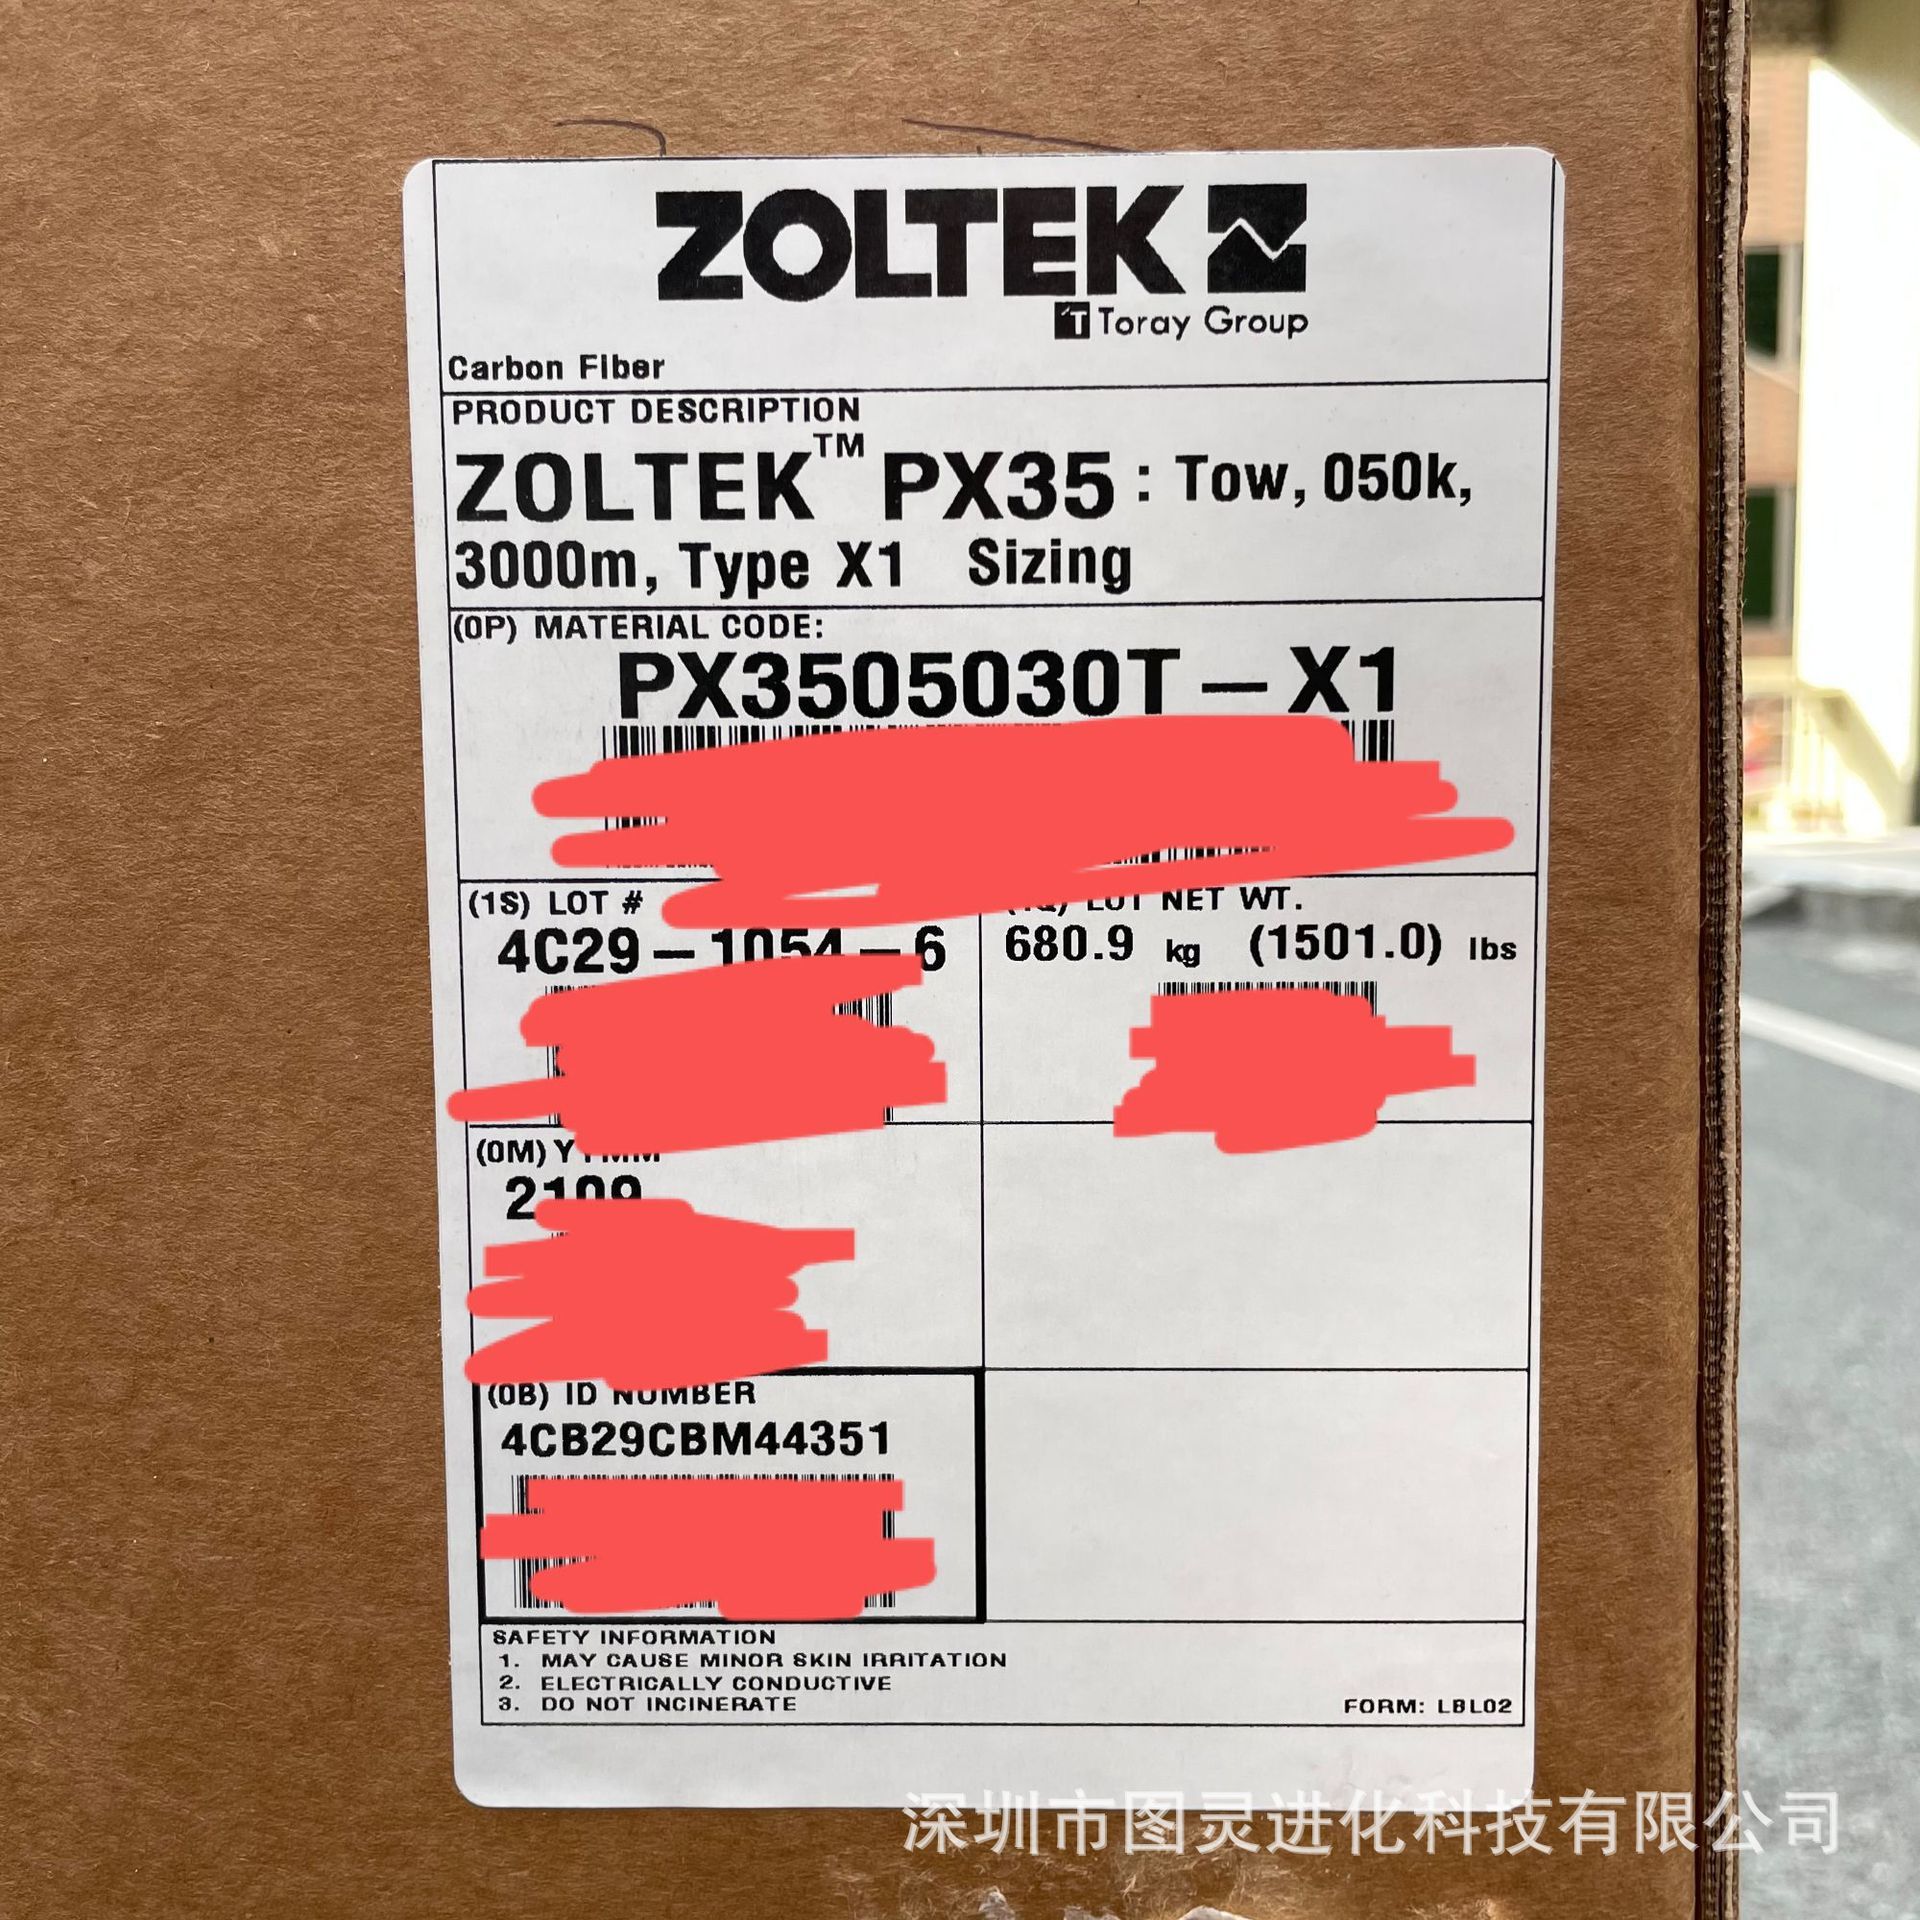 ZOLTEK
Toray Group
Carbon Fiber
PRODUCT DESCRIPTION
ZOLTEK™ PX35 : Tow, 050k,
3000m, Type X1 Sizing
(0P) MATERIAL CODE:
PX3505030T-X1
(1S) LOT #
LOT NET WT.
4C29-1054-6
680.9 kg (1501.0) lbs
(0M) YYMM
2109
(0B) ID NUMBER
4CB29CBM44351
SAFETY INFORMATION
1. MAY CAUSE MINOR SKIN IRRITATION
2. ELECTRICALLY CONDUCTIVE
3. DO NOT INCINERATE
FORM: LBL02
深圳市图灵进化科技有限公司